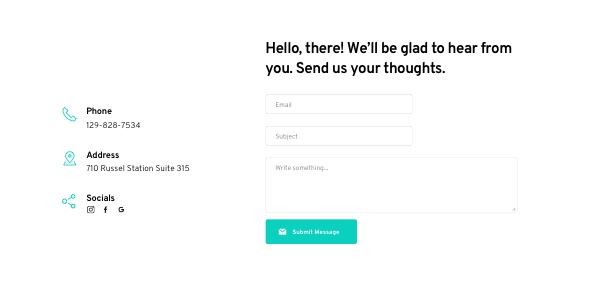 Hello, there! We'll be glad to hear from
you. Send us your thoughts.
Phone
129-828-7534
Address
710 Russel Station Suite 315
Socials
Email
Subject
Write something...
Submit Message